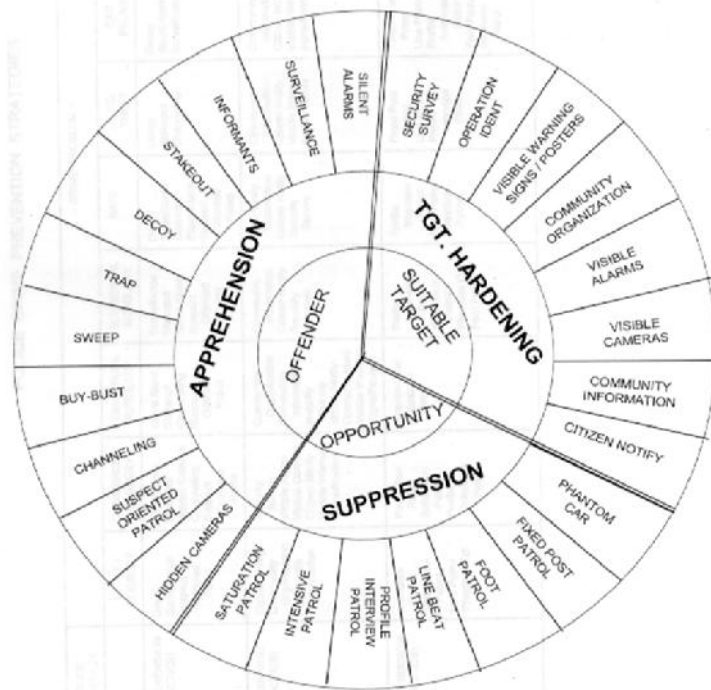 SILENT
ALARMS
SECURITY
SURVEY
OPERATION
IDENT
VISIBLE WARNING
SIGNS / POSTERS
COMMUNITY
ORGANIZATION
VISIBLE
ALARMS
VISIBLE
CAMERAS
COMMUNITY
INFORMATION
CITIZEN NOTIFY
PHANTOM
CAR
FIXED POST
PATROL
FOOT
PATROL
LINE BEAT
PATROL
PROFILE
INTERVIEW
PATROL
INTENSIVE
PATROL
SATURATION
PATROL
HIDDEN CAMERAS
SUSPECT
ORIENTED
PATROL
CHANNELING
BUY-BUST
SWEEP
TRAP
DECOY
STAKEOUT
INFORMANTS
SURVEILLANCE
APPREHENSION
TGT. HARDENING
SUPPRESSION
OFFENDER
SUITABLE
TARGET
OPPORTUNITY
PREVENTION STRATEGIES